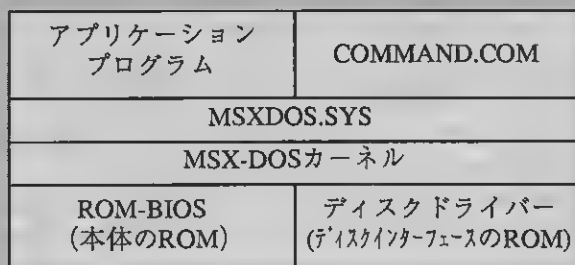 アプリケーション
プログラム
COMMAND.COM
MSXDOS.SYS
MSX-DOSカーネル
ROM-BIOS
(本体のROM)
ディスクドライバー
(ﾃﾞｨｽｸｲﾝﾀｰﾌｪｰｽのROM)